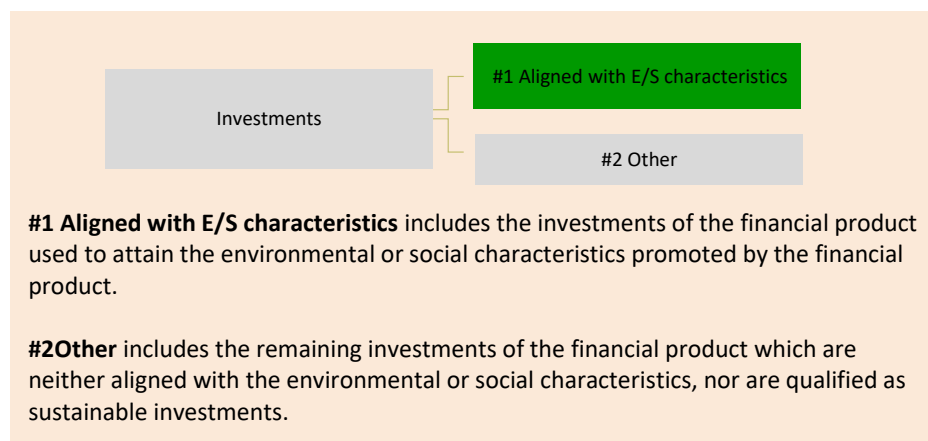 #1 Aligned with E/S characteristics
Investments
#2 Other
#1 Aligned with E/S characteristics includes the investments of the financial product
used to attain the environmental or social characteristics promoted by the financial
product.
#2Other includes the remaining investments of the financial product which are
neither aligned with the environmental or social characteristics, nor are qualified as
sustainable investments.